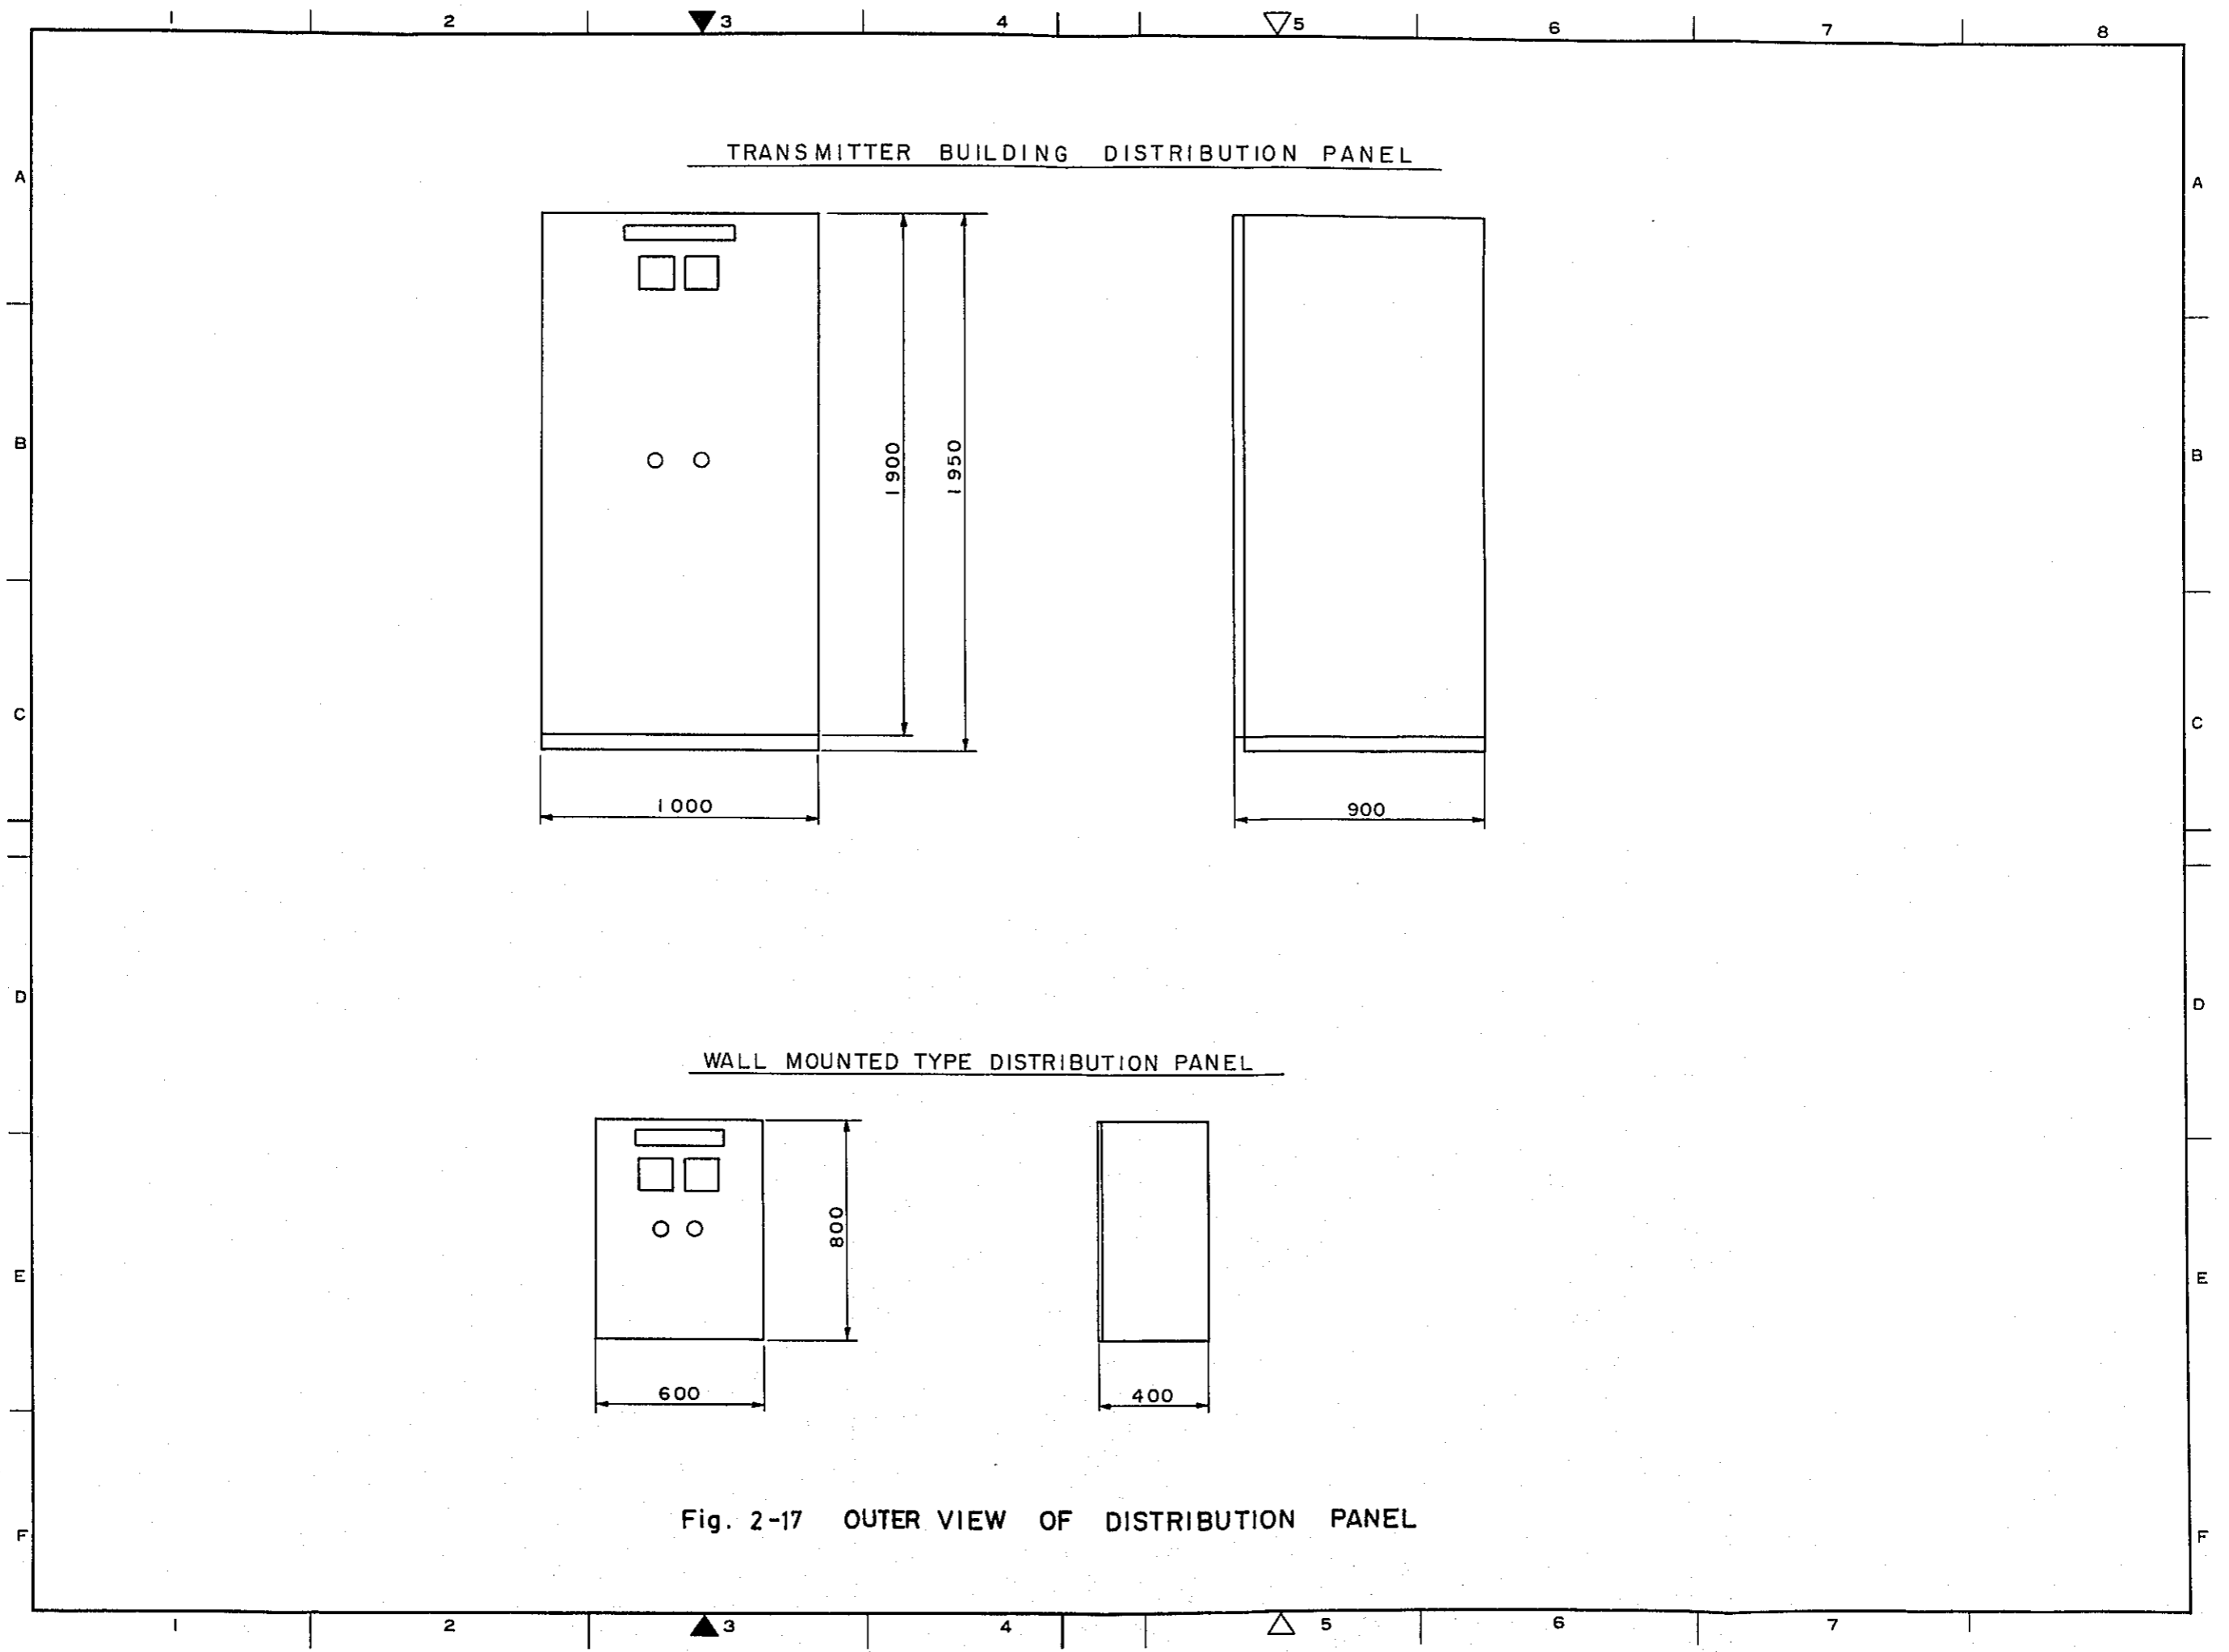 1 2 3 4 5 6 7 8
TRANSMITTER BUILDING DISTRIBUTION PANEL
A A
B B
1900
1950
C C
1000
900
D D
WALL MOUNTED TYPE DISTRIBUTION PANEL
800
E E
600
400
Fig. 2-17 OUTER VIEW OF DISTRIBUTION PANEL
F F
1 2 3 4 5 6 7